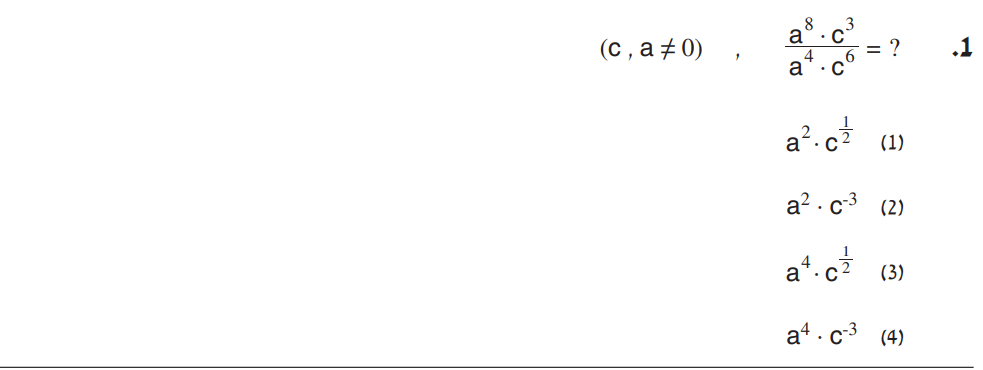 .1 $\frac{a^8 \cdot c^3}{a^4 \cdot c^6} = ?$ , $(c , a \neq 0)$
(1) $a^2 \cdot c^{\frac{1}{2}}$
(2) $a^2 \cdot c^{-3}$
(3) $a^4 \cdot c^{\frac{1}{2}}$
(4) $a^4 \cdot c^{-3}$